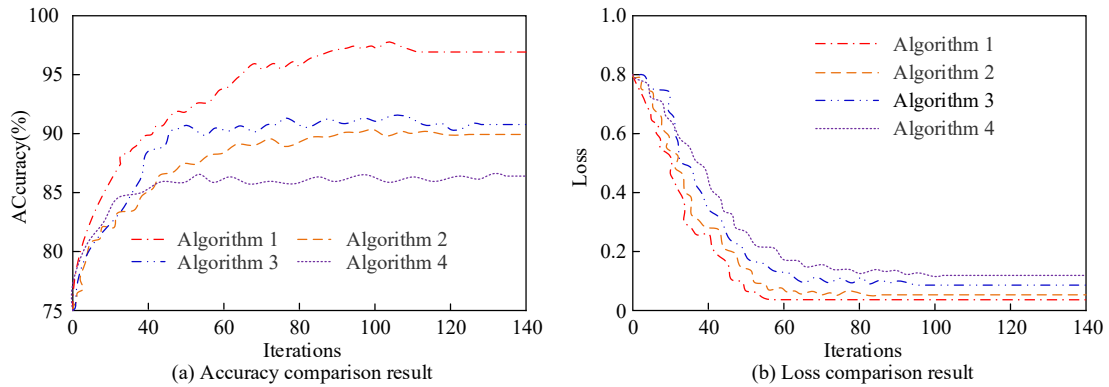 100
95
90
85
80
75
ACcuracy(%)
Algorithm 1
Algorithm 2
Algorithm 3
Algorithm 4
0
40
60
80
100
120
140
Iterations
(a) Accuracy comparison result
1.0
0.8
0.6
0.4
0.2
0
Loss
Algorithm 1
Algorithm 2
Algorithm 3
Algorithm 4
0
20
40
60
80
100
120
140
Iterations
(b) Loss comparison result